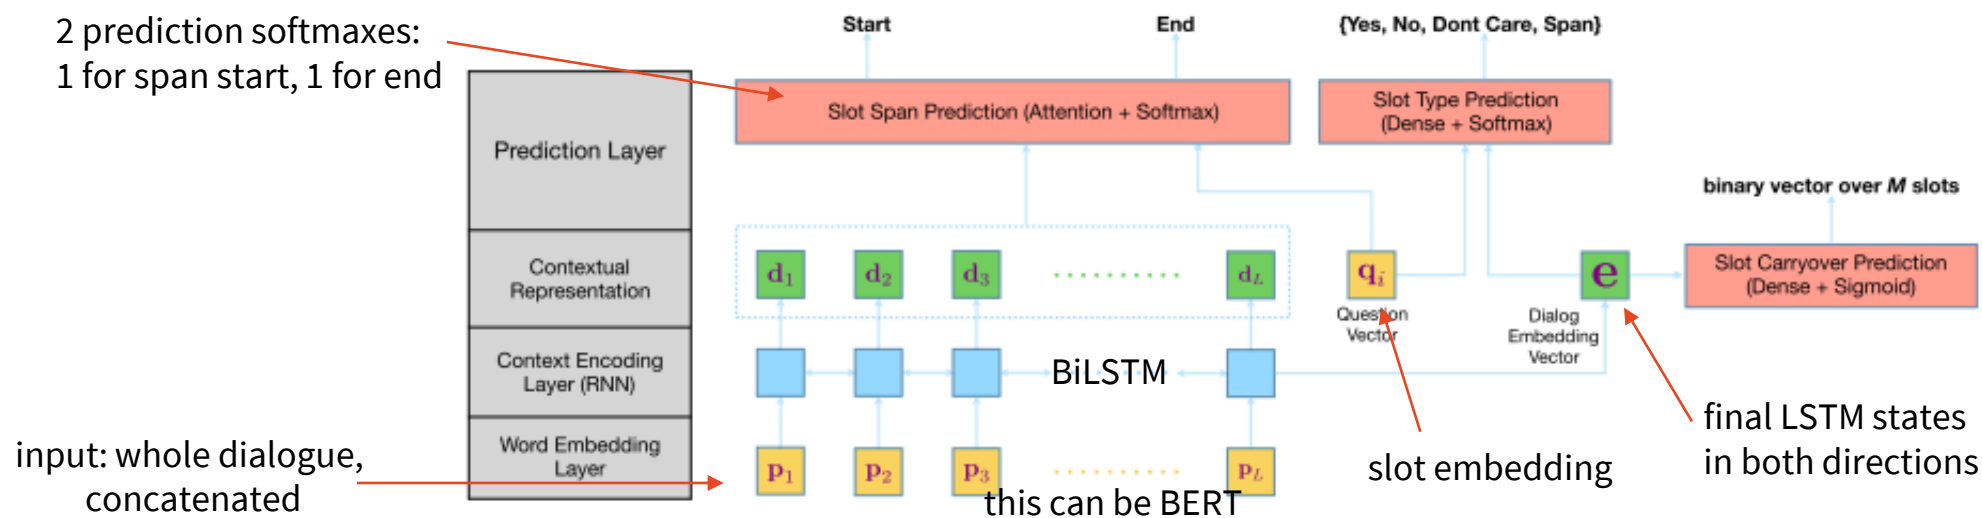 2 prediction softmaxes:
1 for span start, 1 for end
Start
End
{Yes, No, Dont Care, Span}
Prediction Layer
Slot Span Prediction (Attention + Softmax)
Slot Type Prediction
(Dense + Softmax)
binary vector over M slots
Contextual
Representation
d1 d2 d3 dL
qi
Question
Vector
e
Dialog
Embedding
Vector
Slot Carryover Prediction
(Dense + Sigmoid)
Context Encoding
Layer (RNN)
BiLSTM
final LSTM states
in both directions
input: whole dialogue,
concatenated
Word Embedding
Layer
p1 p2 p3 pL
this can be BERT
slot embedding